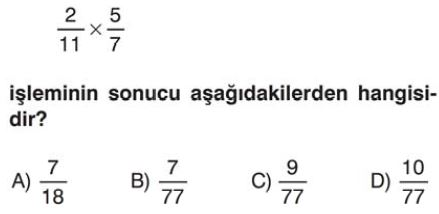 2/11 × 5/7
işleminin sonucu aşağıdakilerden hangisi-
dir?
A) 7/18 B) 7/77 C) 9/77 D) 10/77